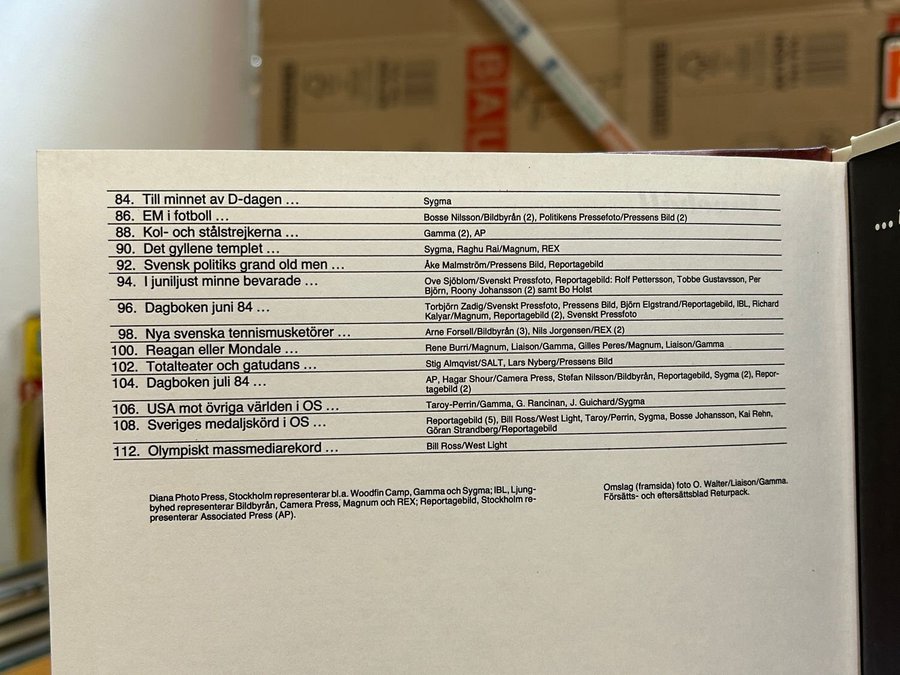 BAU
84. Till minnet av D-dagen ... Sygma
86. EM i fotboll ... Bosse Nilsson/Bildbyrån (2), Politikens Pressefoto/Pressens Bild (2)
88. Kol- och stålstrejkerna ... Gamma (2), AP
90. Det gyllene templet ... Sygma, Raghu Rai/Magnum, REX
92. Svensk politiks grand old men ... Åke Malmström/Pressens Bild, Reportagebild
94. I juniljust minne bevarade ... Ove Sjöblom/Svenskt Pressfoto, Reportagebild: Rolf Pettersson, Tobbe Gustavsson, Per
Björn, Roony Johansson (2) samt Bo Holst
96. Dagboken juni 84 ... Torbjörn Zadig/Svenskt Pressfoto, Pressens Bild, Björn Elgstrand/Reportagebild, IBL, Richard
Kalyar/Magnum, Reportagebild (2), Svenskt Pressfoto
98. Nya svenska tennismusketörer ... Arne Forsell/Bildbyrån (3), Nils Jorgensen/REX (2)
100. Reagan eller Mondale ... Rene Burri/Magnum, Liaison/Gamma, Gilles Peres/Magnum, Liaison/Gamma
102. Totalteater och gatudans ... Stig Almqvist/SALT, Lars Nyberg/Pressens Bild
104. Dagboken juli 84 ... AP, Hagar Shour/Camera Press, Stefan Nilsson/Bildbyrån, Reportagebild, Sygma (2), Repor-
tagebild (2)
106. USA mot övriga världen i OS ... Taroy-Perrin/Gamma, G. Rancinan, J. Guichard/Sygma
108. Sveriges medaljskörd i OS ... Reportagebild (5), Bill Ross/West Light, Taroy/Perrin, Sygma, Bosse Johansson, Kai Rehn,
Göran Strandberg/Reportagebild
112. Olympiskt massmediarekord ... Bill Ross/West Light
Diana Photo Press, Stockholm representerar bl.a. Woodfin Camp, Gamma och Sygma; IBL, Ljung-
byhed representerar Bildbyrån, Camera Press, Magnum och REX; Reportagebild, Stockholm re-
presenterar Associated Press (AP).
Omslag (framsida) foto O. Walter/Liaison/Gamma.
Försätts- och eftersättsblad Returpack.